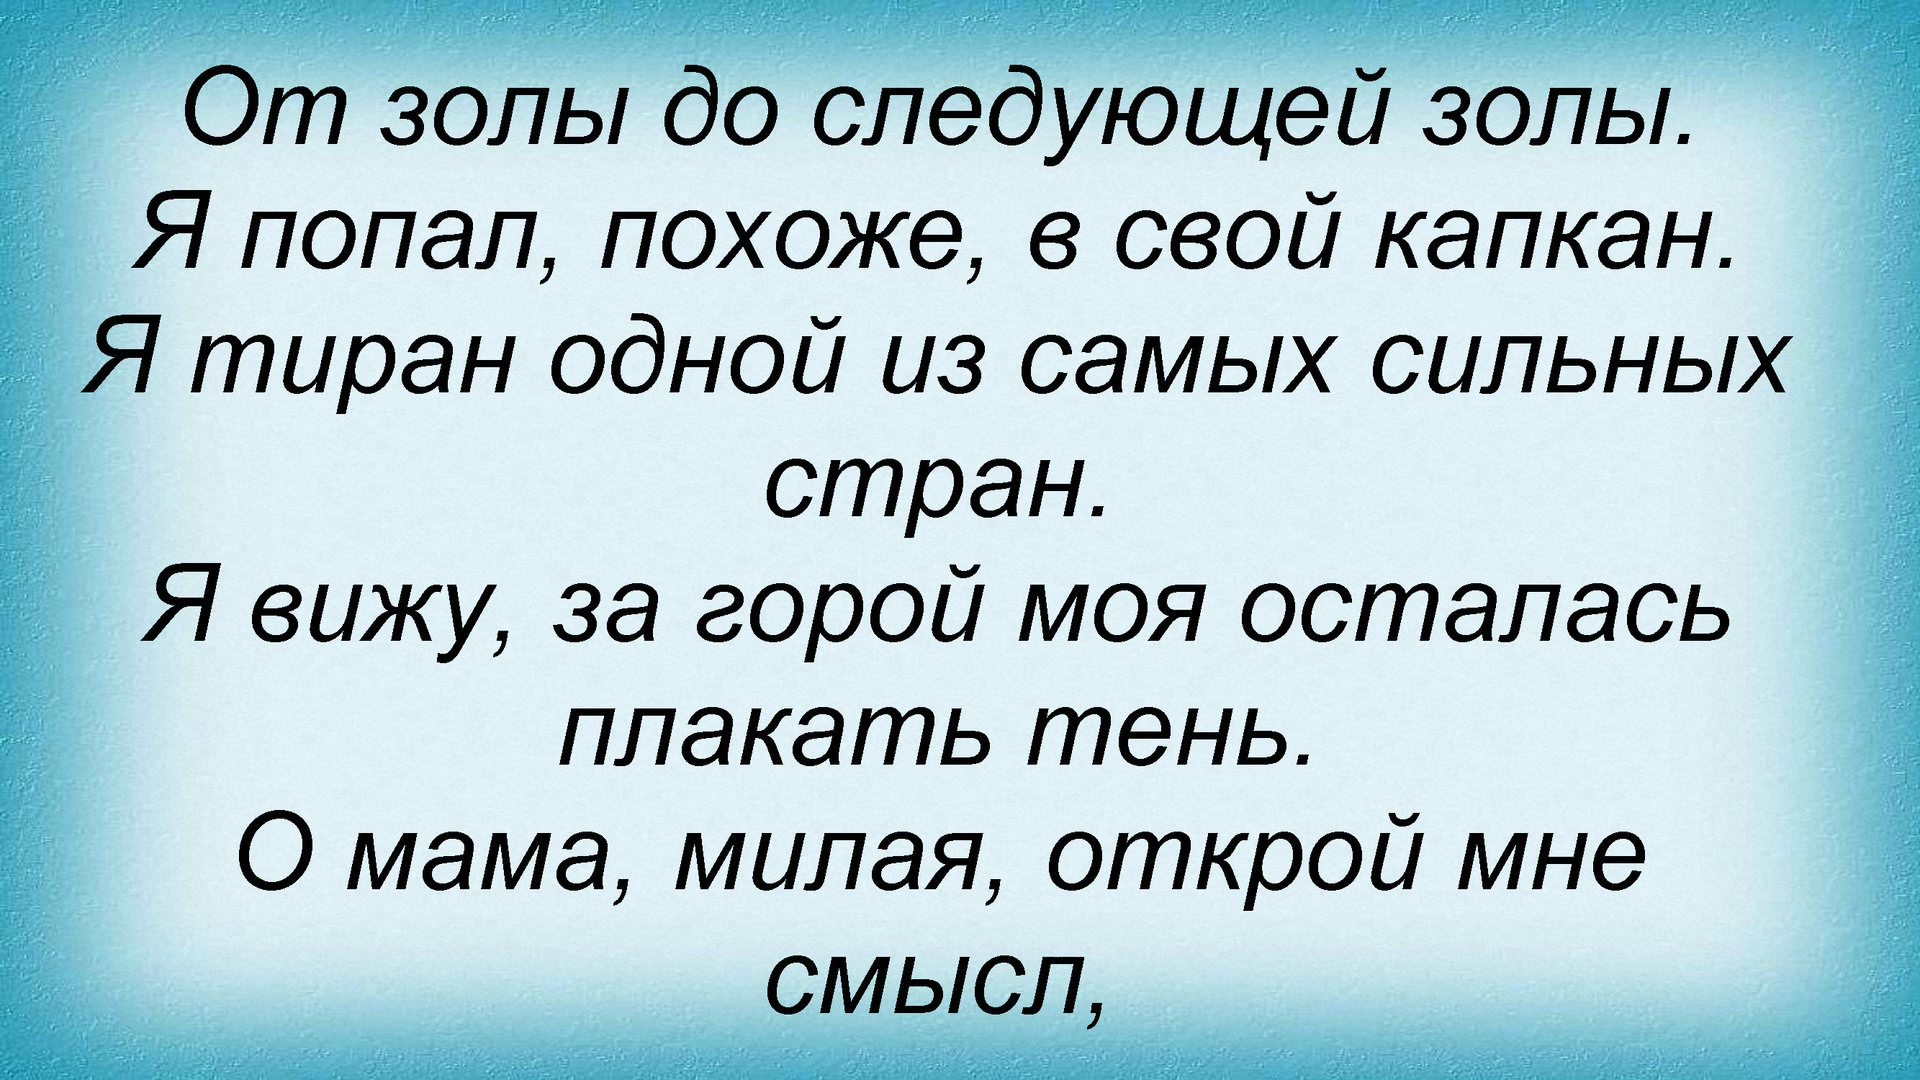 От золы до следующей золы.
Я попал, похоже, в свой капкан.
Я тиран одной из самых сильных
стран.
Я вижу, за горой моя осталась
плакать тень.
О мама, милая, открой мне
смысл,